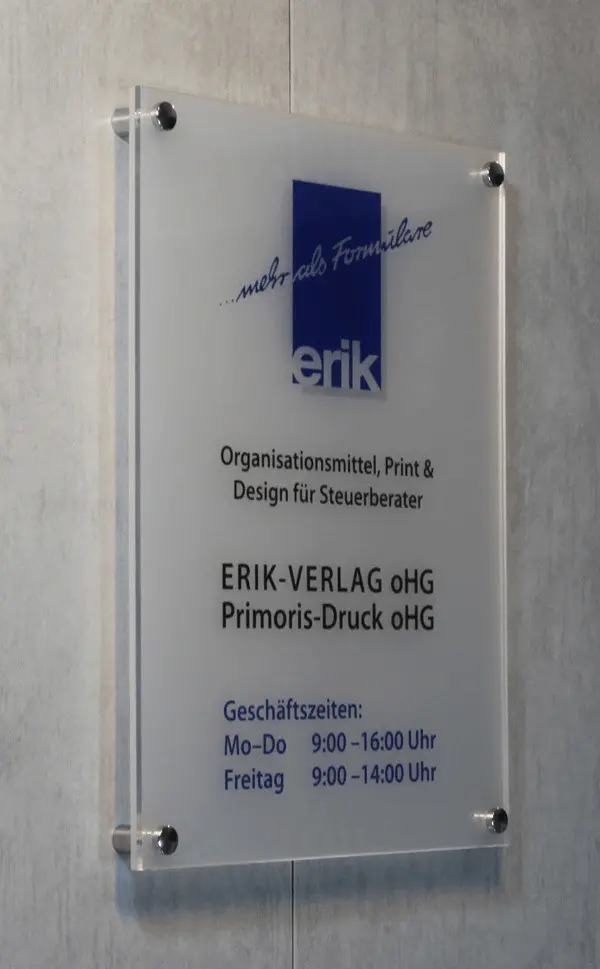 ...mehr als Formulare
erik
Organisationsmittel, Print &
Design für Steuerberater
ERIK-VERLAG oHG
Primoris-Druck oHG
Geschäftszeiten:
Mo–Do 9:00 –16:00 Uhr
Freitag 9:00 –14:00 Uhr